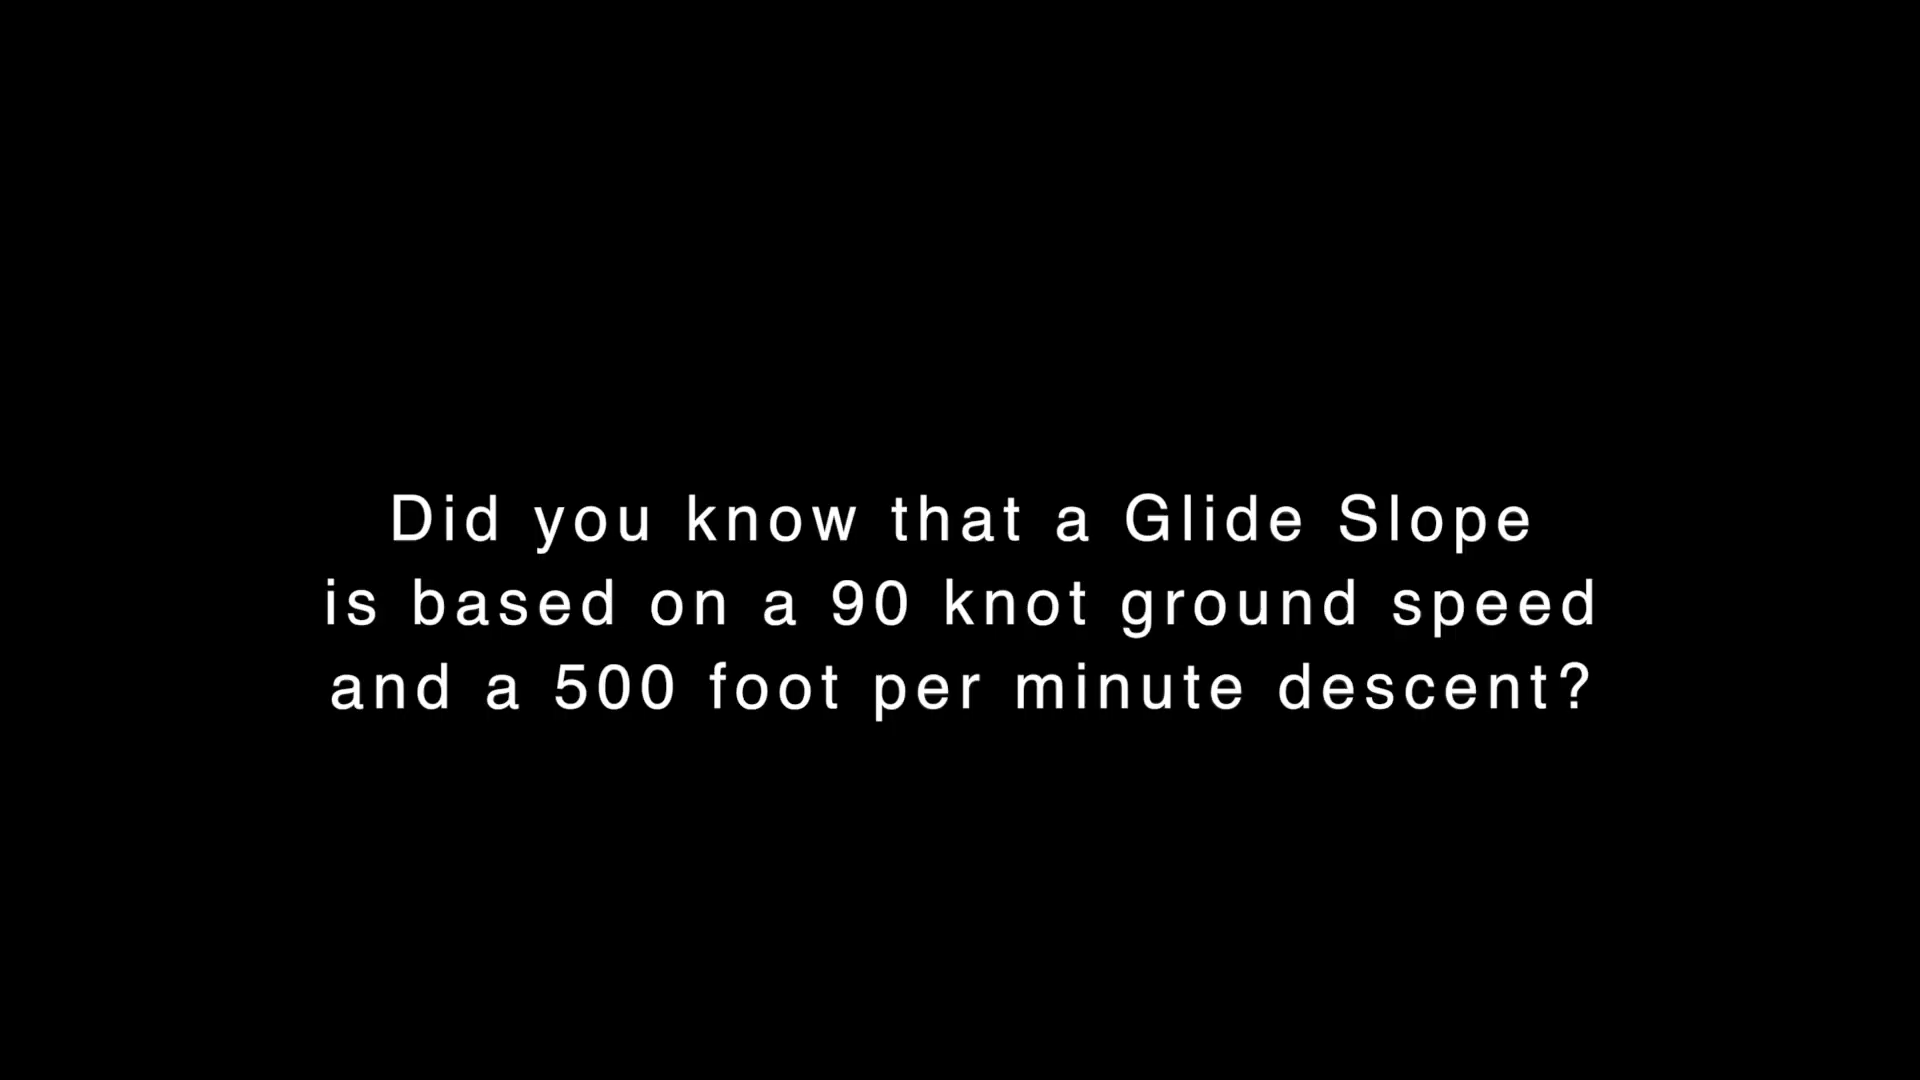 Did you know that a Glide Slope
is based on a 90 knot ground speed
and a 500 foot per minute descent?